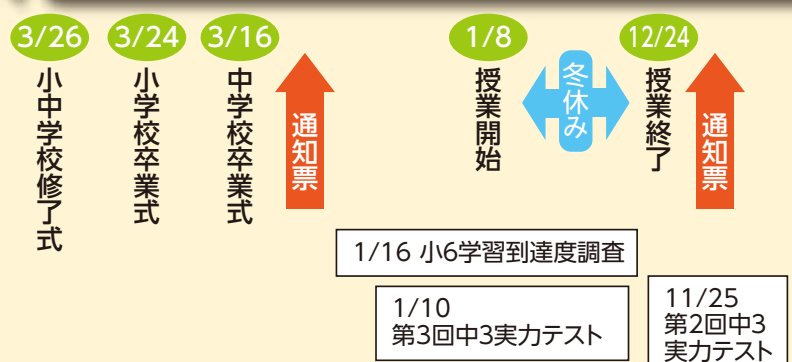 12/24
授業終了
通知票
冬休み
1/8
授業開始
通知票
3/16
中学校卒業式
3/24
小学校卒業式
3/26
小中学校修了式
1/16 小6学習到達度調査
11/25
第2回中3
実力テスト
1/10
第3回中3実力テスト